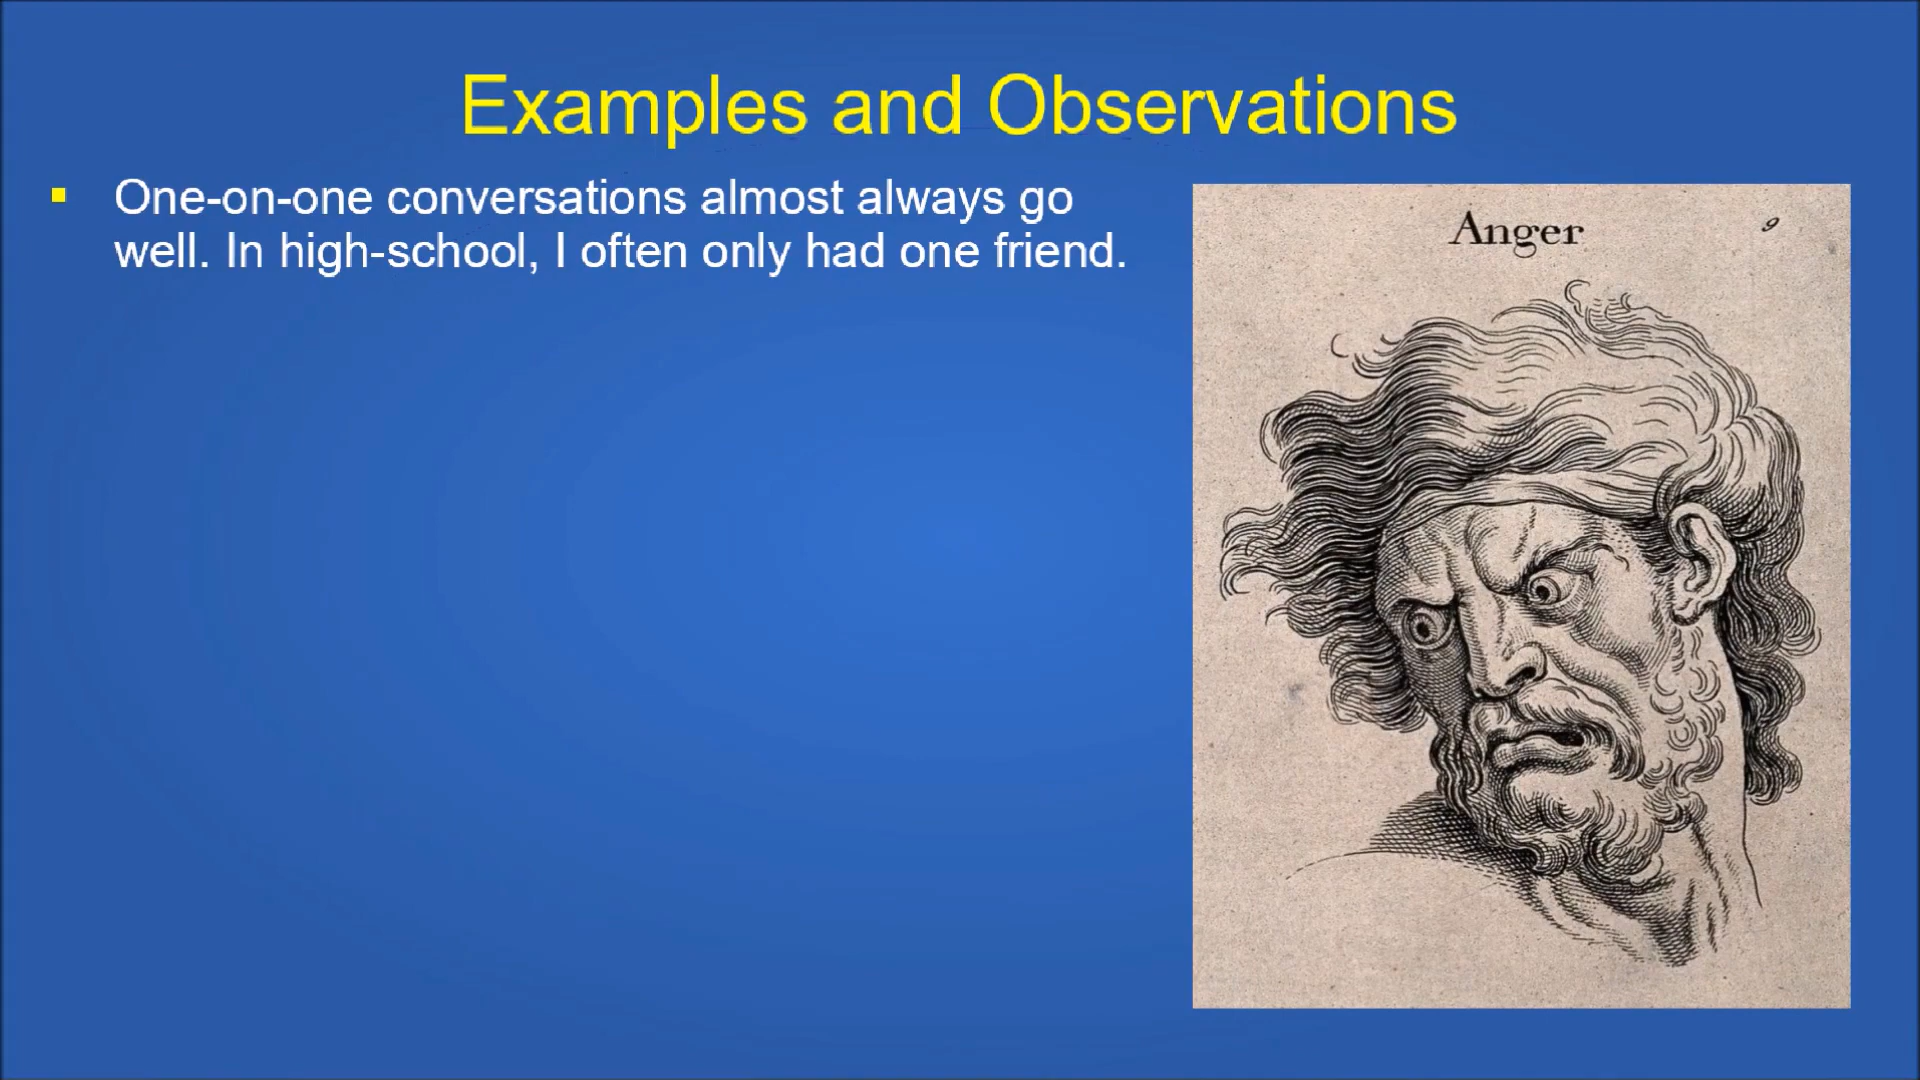 Examples and Observations
One-on-one conversations almost always go
well. In high-school, I often only had one friend.
Anger
9